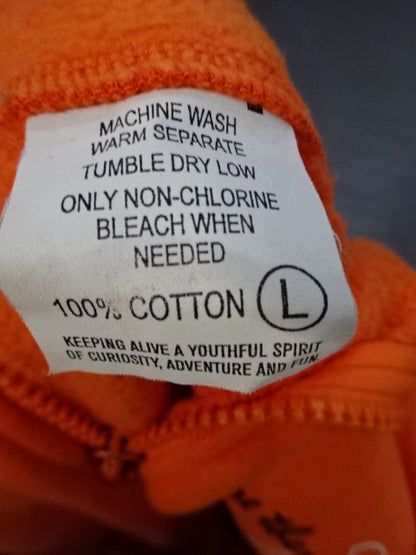 MACHINE WASH
WARM SEPARATE
TUMBLE DRY LOW
ONLY NON-CHLORINE
BLEACH WHEN
NEEDED
100% COTTON L
KEEPING ALIVE A YOUTHFUL SPIRIT
OF CURIOSITY, ADVENTURE AND FUN.
the